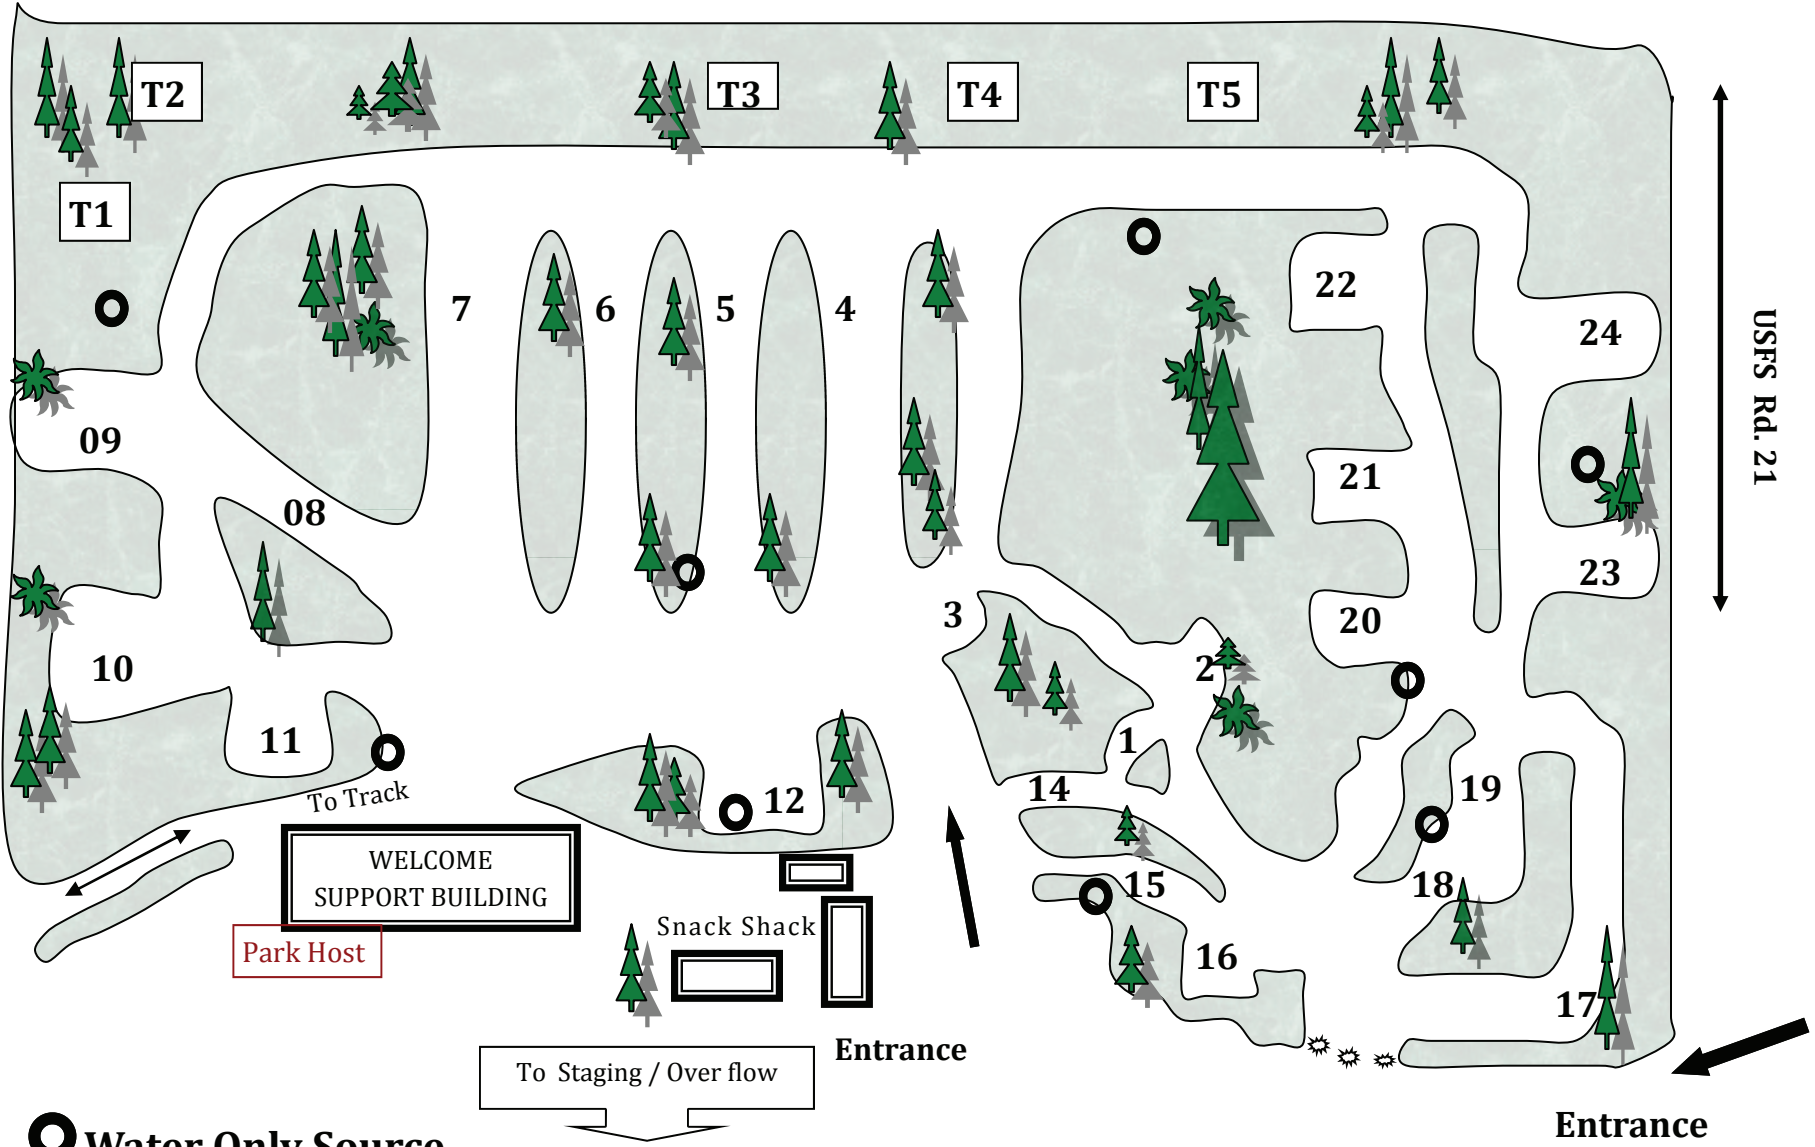 T2
T3
T4
T5
T1
22
7
6
5
4
24
USFS Rd. 21
09
21
08
23
3
20
2
10
11
1
To Track
12
14
19
WELCOME
SUPPORT BUILDING
15
18
Snack Shack
Park Host
16
17
Entrance
To Staging / Over flow
Entrance
Water Only Source